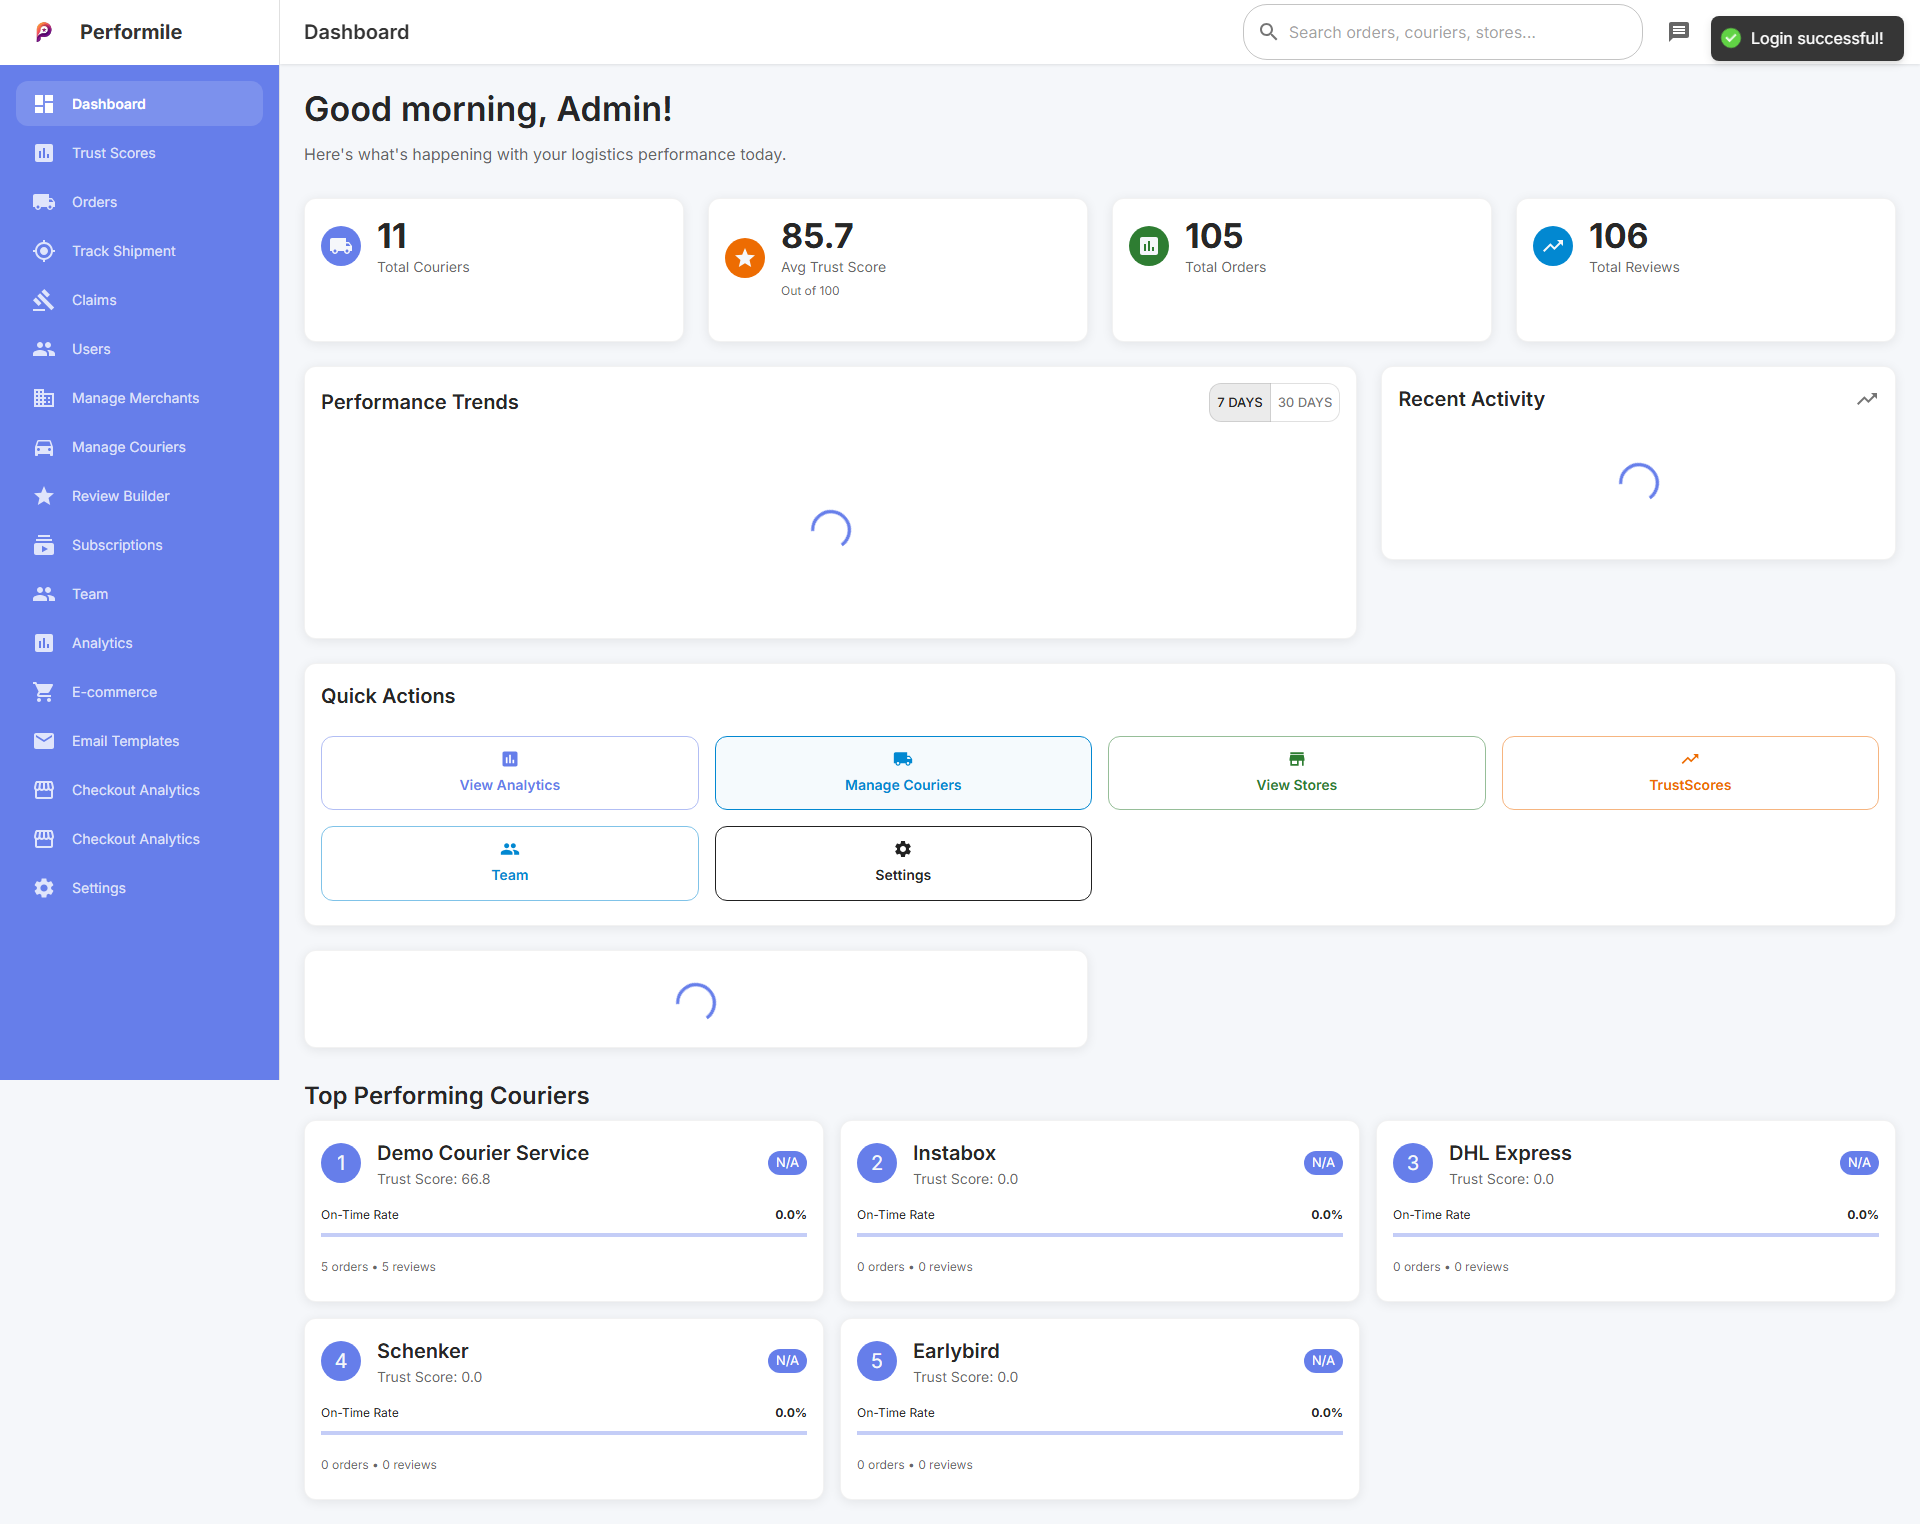 Performile
Dashboard
Search orders, couriers, stores...
Login successful!
Dashboard
Trust Scores
Orders
Track Shipment
Claims
Users
Manage Merchants
Manage Couriers
Review Builder
Subscriptions
Team
Analytics
E-commerce
Email Templates
Checkout Analytics
Checkout Analytics
Settings
Good morning, Admin!
Here's what's happening with your logistics performance today.
11
Total Couriers
85.7
Avg Trust Score
Out of 100
105
Total Orders
106
Total Reviews
Performance Trends
7 DAYS
30 DAYS
Recent Activity
Quick Actions
View Analytics
Manage Couriers
View Stores
TrustScores
Team
Settings
Top Performing Couriers
1
Demo Courier Service
Trust Score: 66.8
N/A
On-Time Rate
0.0%
5 orders • 5 reviews
2
Instabox
Trust Score: 0.0
N/A
On-Time Rate
0.0%
0 orders • 0 reviews
3
DHL Express
Trust Score: 0.0
N/A
On-Time Rate
0.0%
0 orders • 0 reviews
4
Schenker
Trust Score: 0.0
N/A
On-Time Rate
0.0%
0 orders • 0 reviews
5
Earlybird
Trust Score: 0.0
N/A
On-Time Rate
0.0%
0 orders • 0 reviews